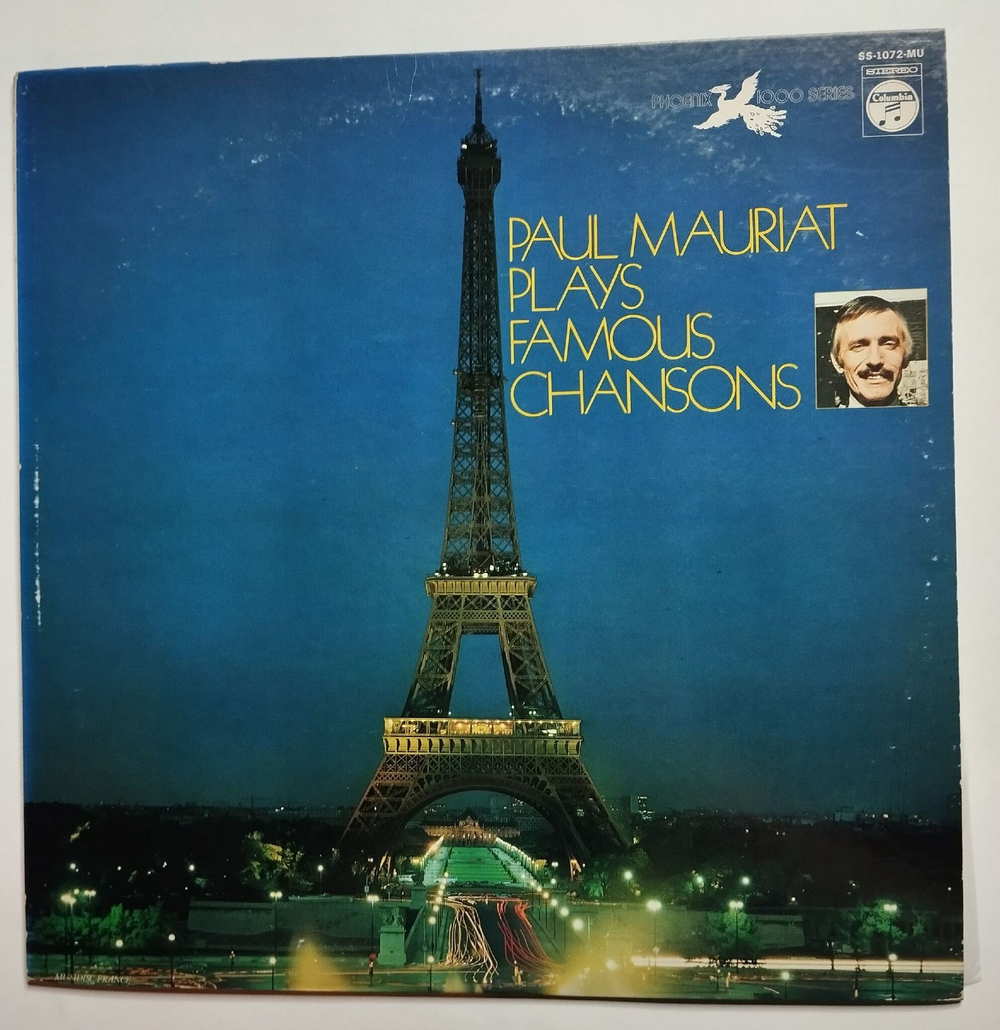 SS-1072-MU
STEREO
Columbia
PHOENIX 1000 SERIES
PAUL MAURIAT
PLAYS
FAMOUS
CHANSONS